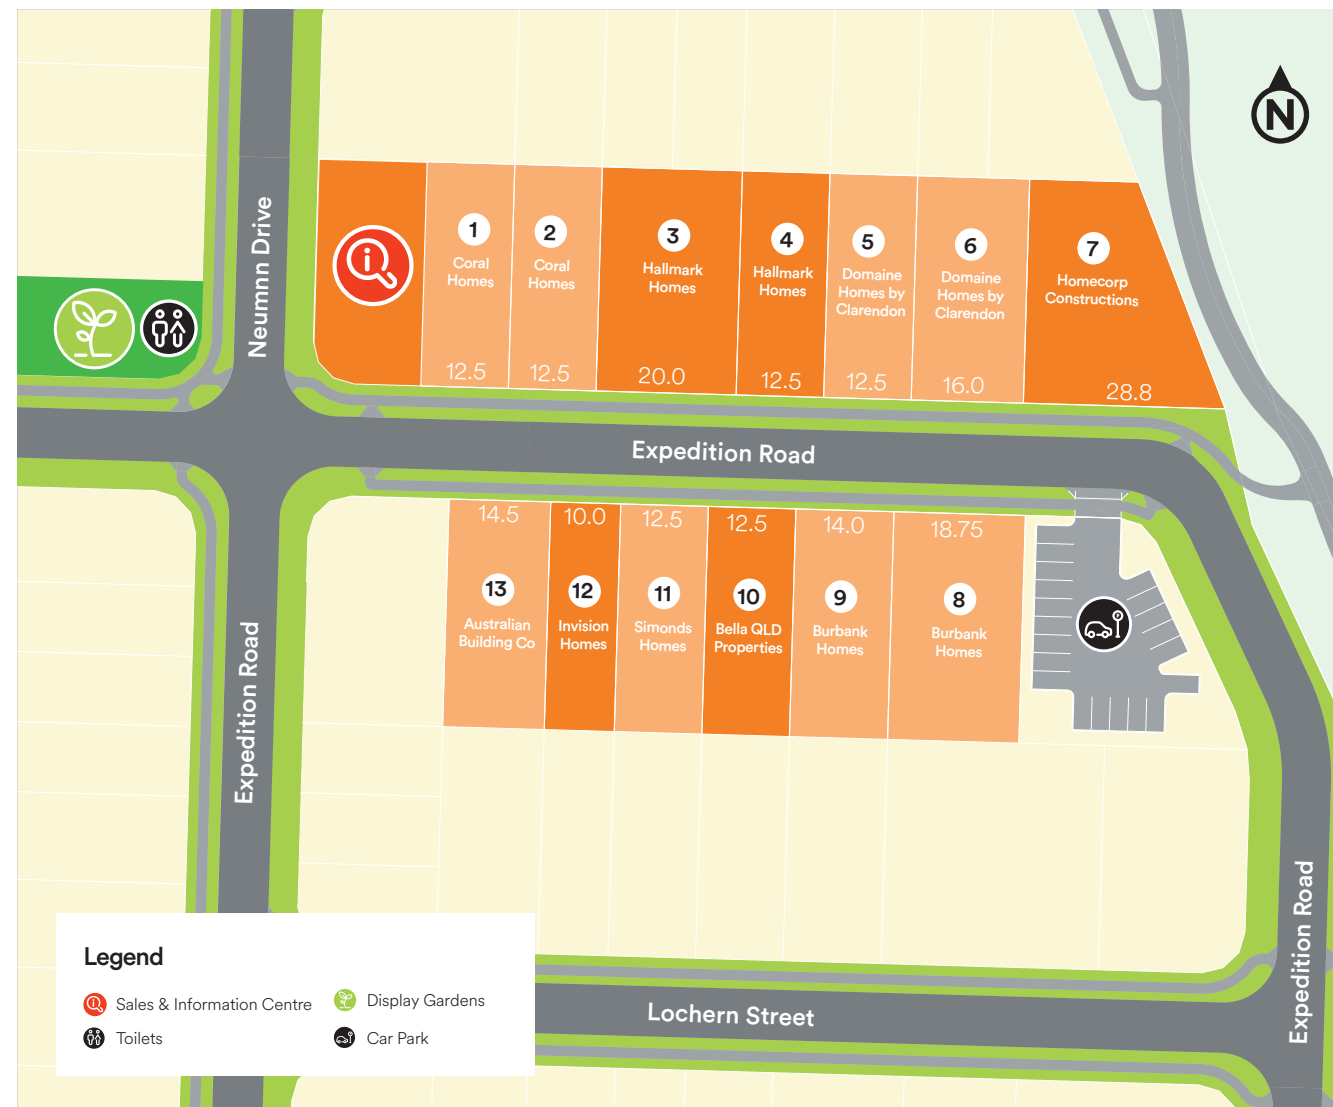 N
Neumnn Drive
1
Coral
Homes
12.5
2
Coral
Homes
12.5
3
Hallmark
Homes
20.0
4
Hallmark
Homes
12.5
5
Domaine
Homes by
Clarendon
12.5
6
Domaine
Homes by
Clarendon
16.0
7
Homecorp
Constructions
28.8
Expedition Road
14.5
13
Australian
Building Co
10.0
12
Invision
Homes
12.5
11
Simonds
Homes
12.5
10
Bella QLD
Properties
14.0
9
Burbank
Homes
18.75
8
Burbank
Homes
Expedition Road
Expedition Road
Lochern Street
Legend
Sales & Information Centre
Display Gardens
Toilets
Car Park